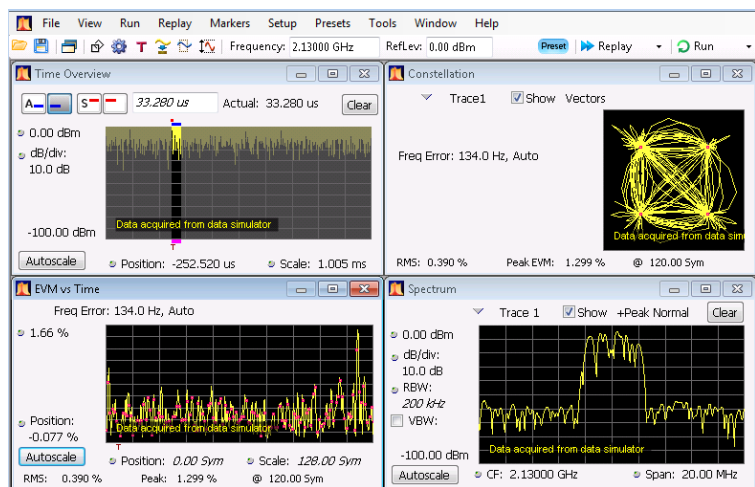 File View Run Replay Markers Setup Presets Tools Window Help
T Frequency: 2.13000 GHz RefLev: 0.00 dBm Preset Replay Run
Time Overview
A S 33.280 us Actual: 33.280 us Clear
0.00 dBm
dB/div:
10.0 dB
-100.00 dBm
Data acquired from data simulator
T
Autoscale Position: -252.520 us Scale: 1.005 ms
Constellation
Trace1 Show Vectors
Freq Error: 134.0 Hz, Auto
Data acquired from data sim
RMS: 0.390 % Peak EVM: 1.299 % @ 120.00 Sym
EVM vs Time
Freq Error: 134.0 Hz, Auto
1.66 %
Position:
-0.077 %
Data acquired from data simulator
T
Autoscale Position: 0.00 Sym Scale: 128.00 Sym
RMS: 0.390 % Peak: 1.299 % @ 120.00 Sym
Spectrum
Trace 1 Show +Peak Normal Clear
0.00 dBm
dB/div:
10.0 dB
RBW:
200 kHz
VBW:
-100.00 dBm
Data acquired from data simulator
Autoscale CF: 2.13000 GHz Span: 20.00 MHz